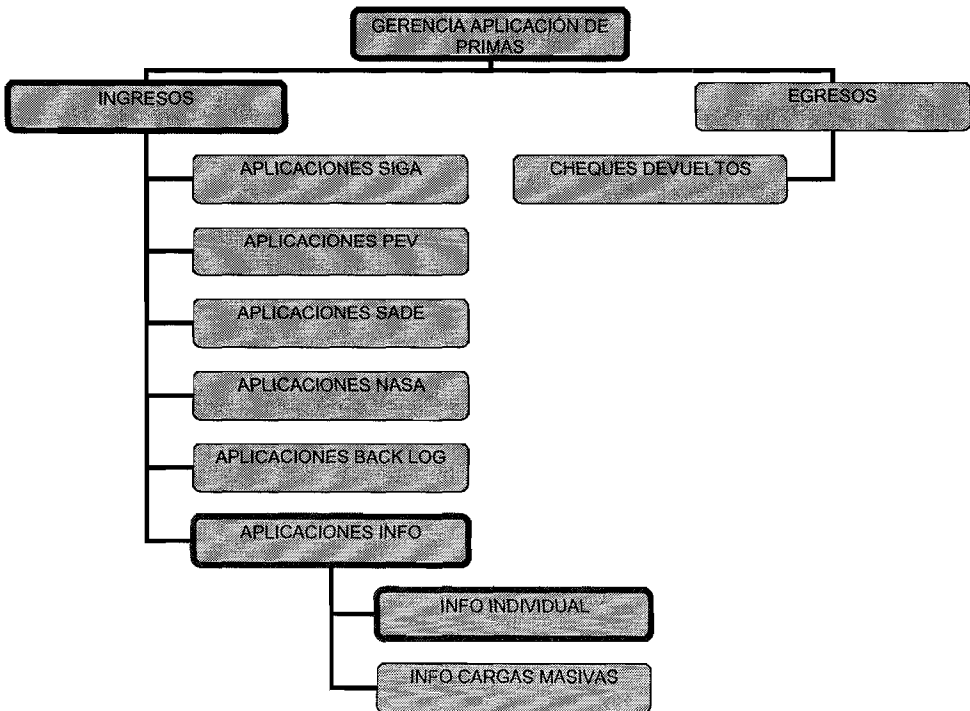 GERENCIA APLICACIÓN DE
PRIMAS
INGRESOS
EGRESOS
APLICACIONES SIGA
CHEQUES DEVUELTOS
APLICACIONES PEV
APLICACIONES SADE
APLICACIONES NASA
APLICACIONES BACK LOG
APLICACIONES INFO
INFO INDIVIDUAL
INFO CARGAS MASIVAS